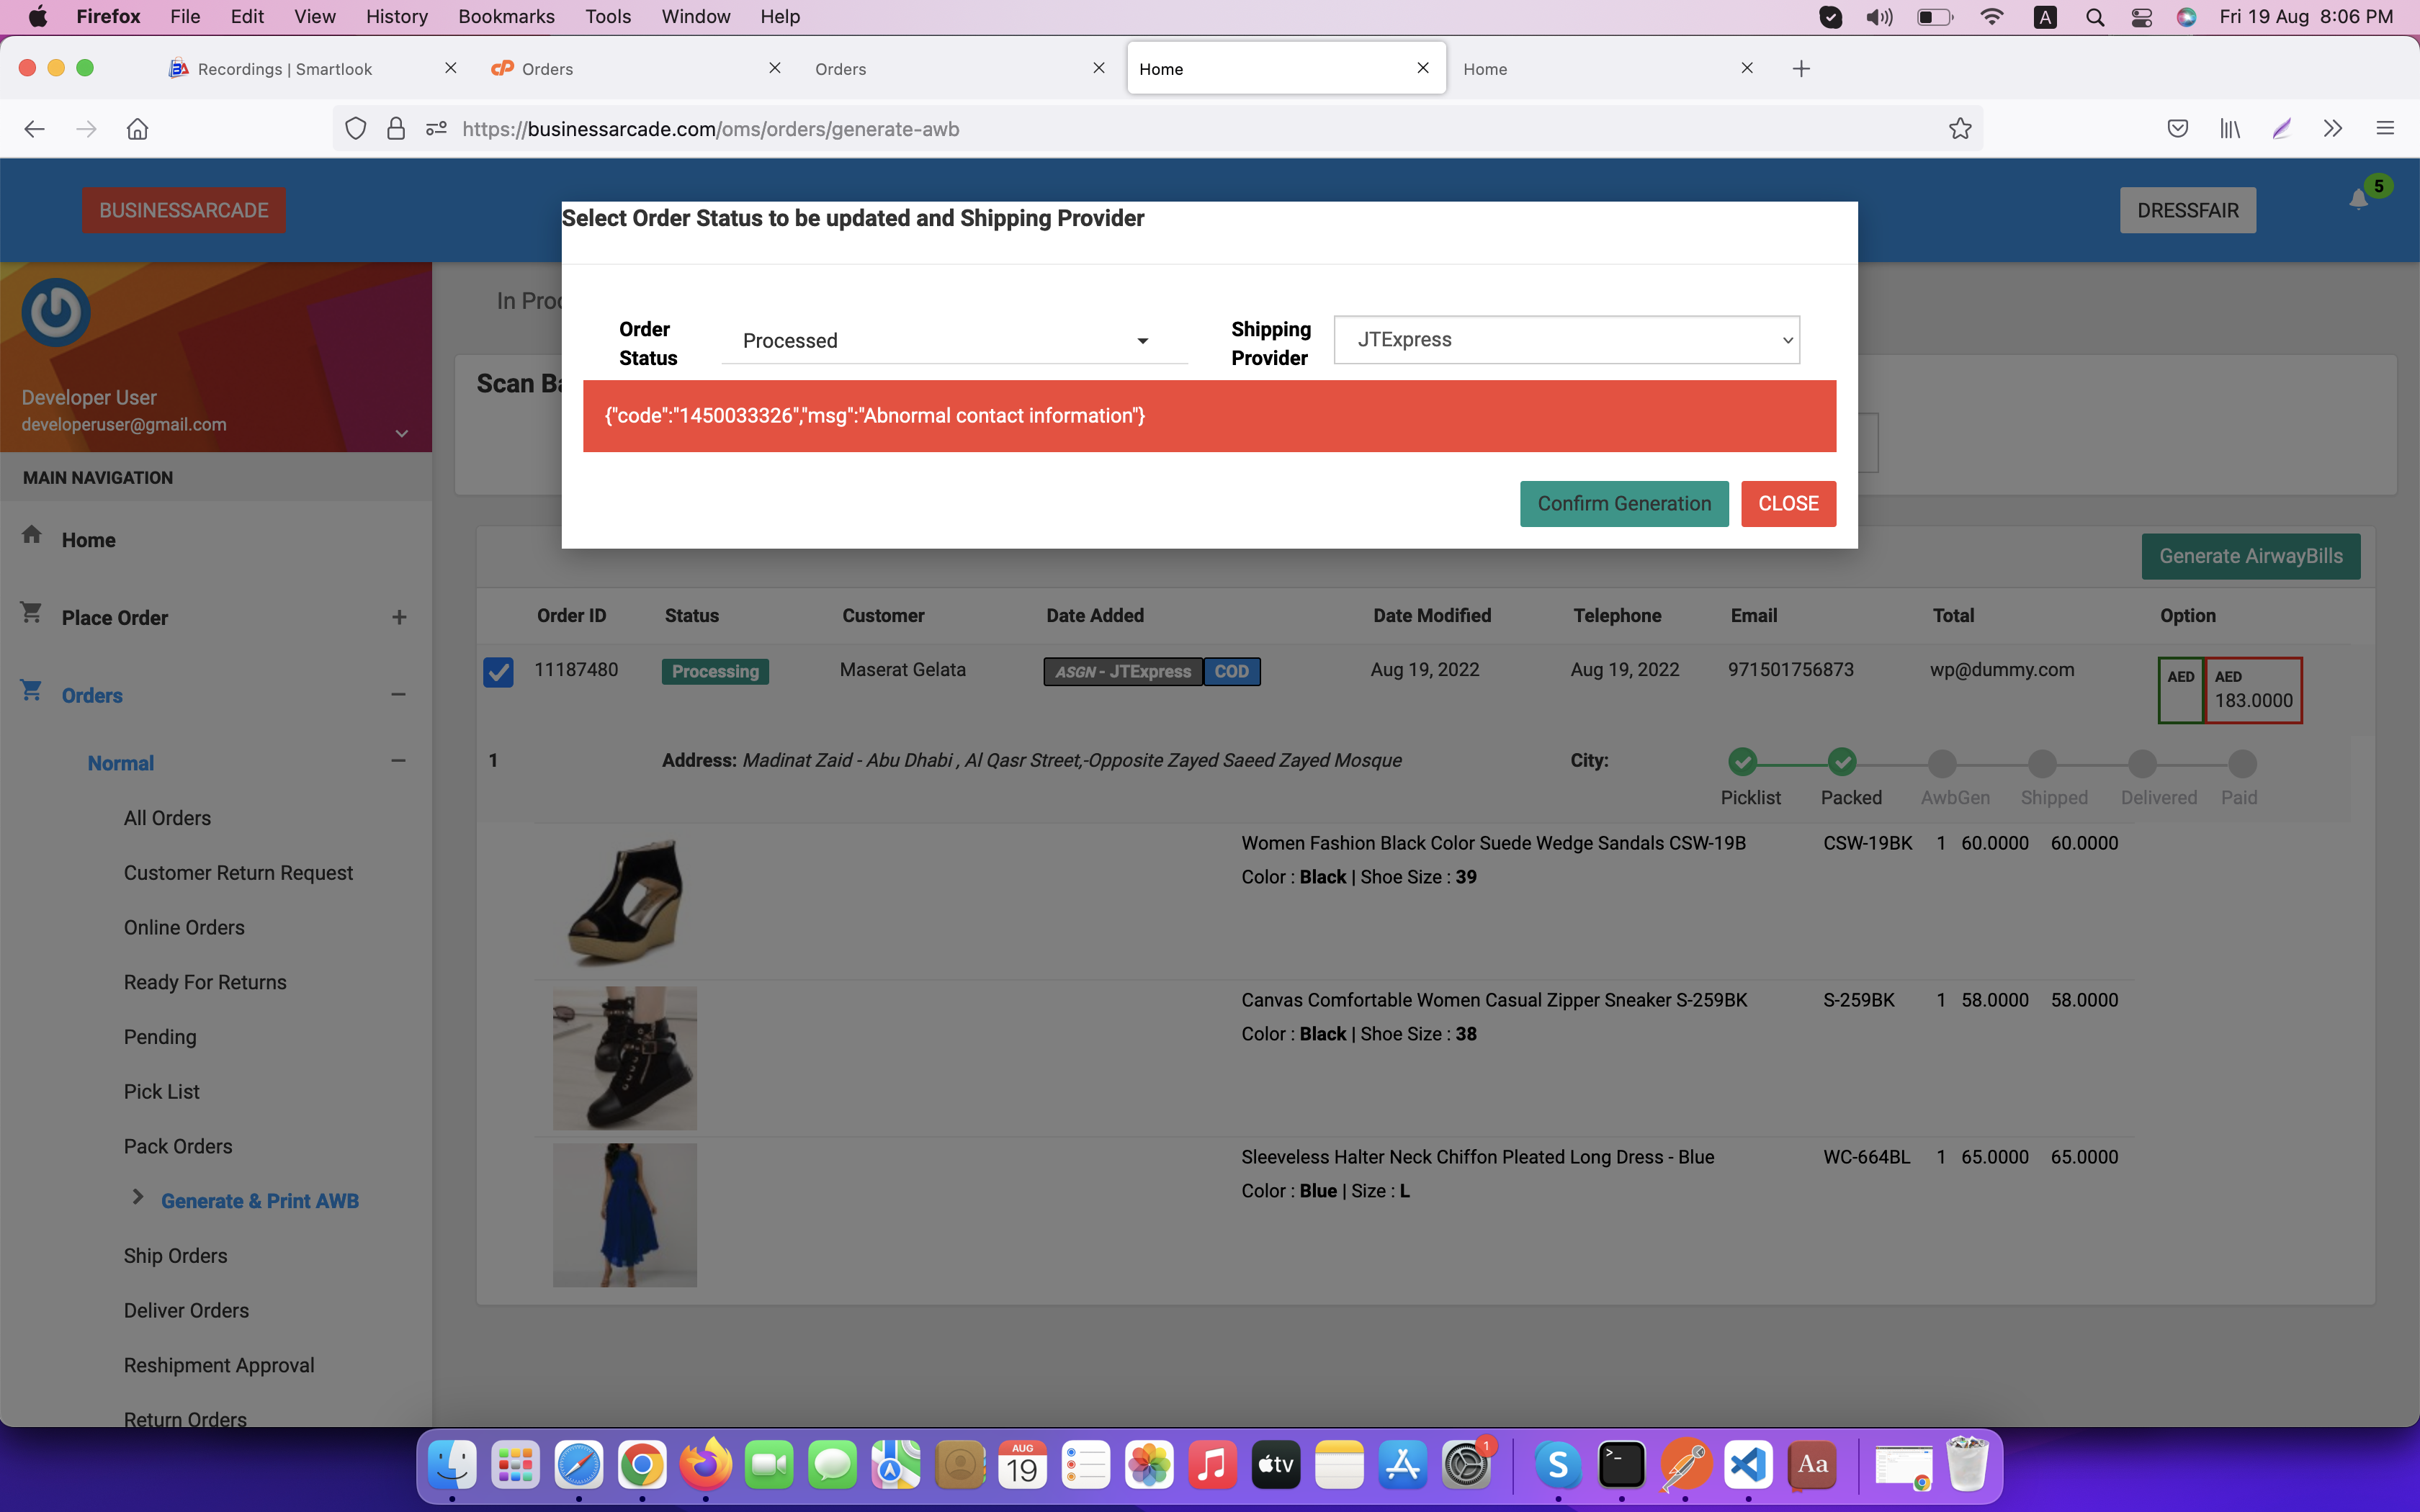 Firefox File Edit View History Bookmarks Tools Window Help
A
Fri 19 Aug 8:06 PM
Recordings | Smartlook
Orders
Orders
Home
Home
https://businessarcade.com/oms/orders/generate-awb
BUSINESSARCADE
DRESSFAIR
5
Select Order Status to be updated and Shipping Provider
Order Status
Processed
Shipping Provider
JTExpress
{"code":"1450033326","msg":"Abnormal contact information"}
Confirm Generation
CLOSE
In Proc
Scan Ba
Developer User
developeruser@gmail.com
MAIN NAVIGATION
Home
Place Order
Orders
Normal
All Orders
Customer Return Request
Online Orders
Ready For Returns
Pending
Pick List
Pack Orders
Generate & Print AWB
Ship Orders
Deliver Orders
Reshipment Approval
Return Orders
Generate AirwayBills
Order ID Status Customer Date Added Date Modified Telephone Email Total Option
11187480 Processing Maserat Gelata ASGN - JTExpress COD Aug 19, 2022 Aug 19, 2022 971501756873 wp@dummy.com AED AED 183.0000
1 Address: Madinat Zaid - Abu Dhabi , Al Qasr Street,-Opposite Zayed Saeed Zayed Mosque City:
Picklist Packed AwbGen Shipped Delivered Paid
Women Fashion Black Color Suede Wedge Sandals CSW-19B CSW-19BK 1 60.0000 60.0000
Color : Black | Shoe Size : 39
Canvas Comfortable Women Casual Zipper Sneaker S-259BK S-259BK 1 58.0000 58.0000
Color : Black | Shoe Size : 38
Sleeveless Halter Neck Chiffon Pleated Long Dress - Blue WC-664BL 1 65.0000 65.0000
Color : Blue | Size : L
AUG
19
tv
1
S
>_
Aa